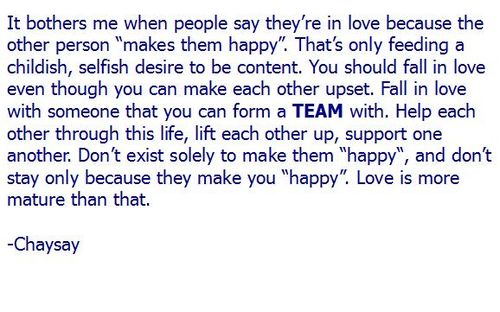 It bothers me when people say they’re in love because the
other person “makes them happy”. That’s only feeding a
childish, selfish desire to be content. You should fall in love
even though you can make each other upset. Fall in love
with someone that you can form a TEAM with. Help each
other through this life, lift each other up, support one
another. Don’t exist solely to make them “happy“, and don’t
stay only because they make you “happy”. Love is more
mature than that.
-Chaysay